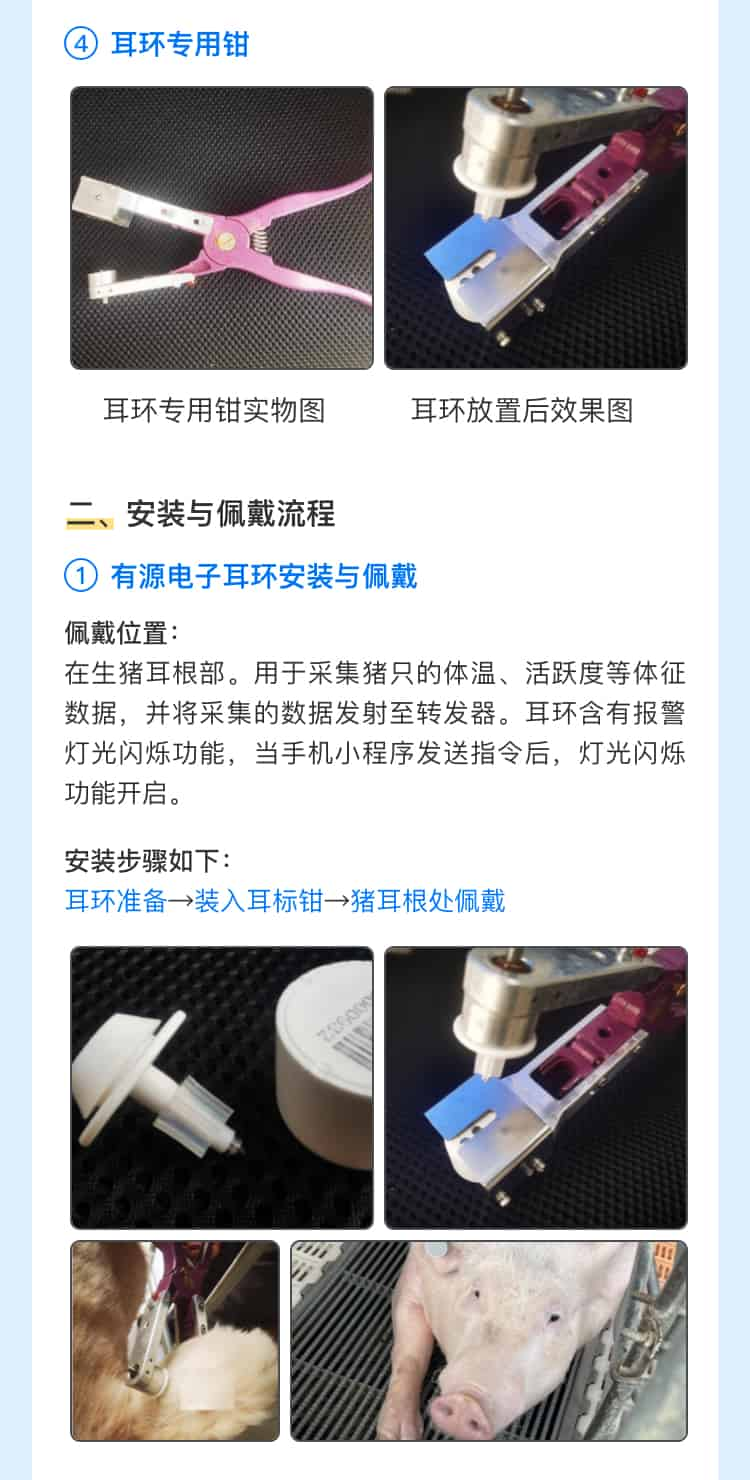 ④ 耳环专用钳
耳环专用钳实物图
耳环放置后效果图
二、安装与佩戴流程
① 有源电子耳环安装与佩戴
佩戴位置：
在生猪耳根部。用于采集猪只的体温、活跃度等体征
数据，并将采集的数据发射至转发器。耳环含有报警
灯光闪烁功能，当手机小程序发送指令后，灯光闪烁
功能开启。
安装步骤如下：
耳环准备→装入耳标钳→猪耳根处佩戴